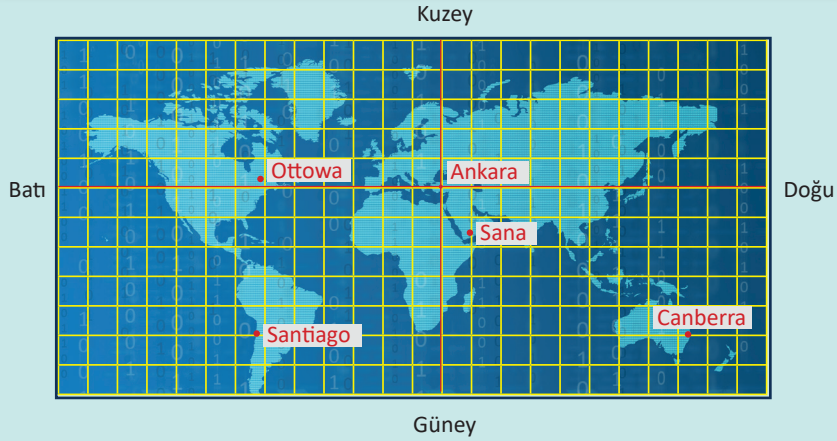 Kuzey
Ottowa
Ankara
Batı
Doğu
Sana
Canberra
Santiago
Güney